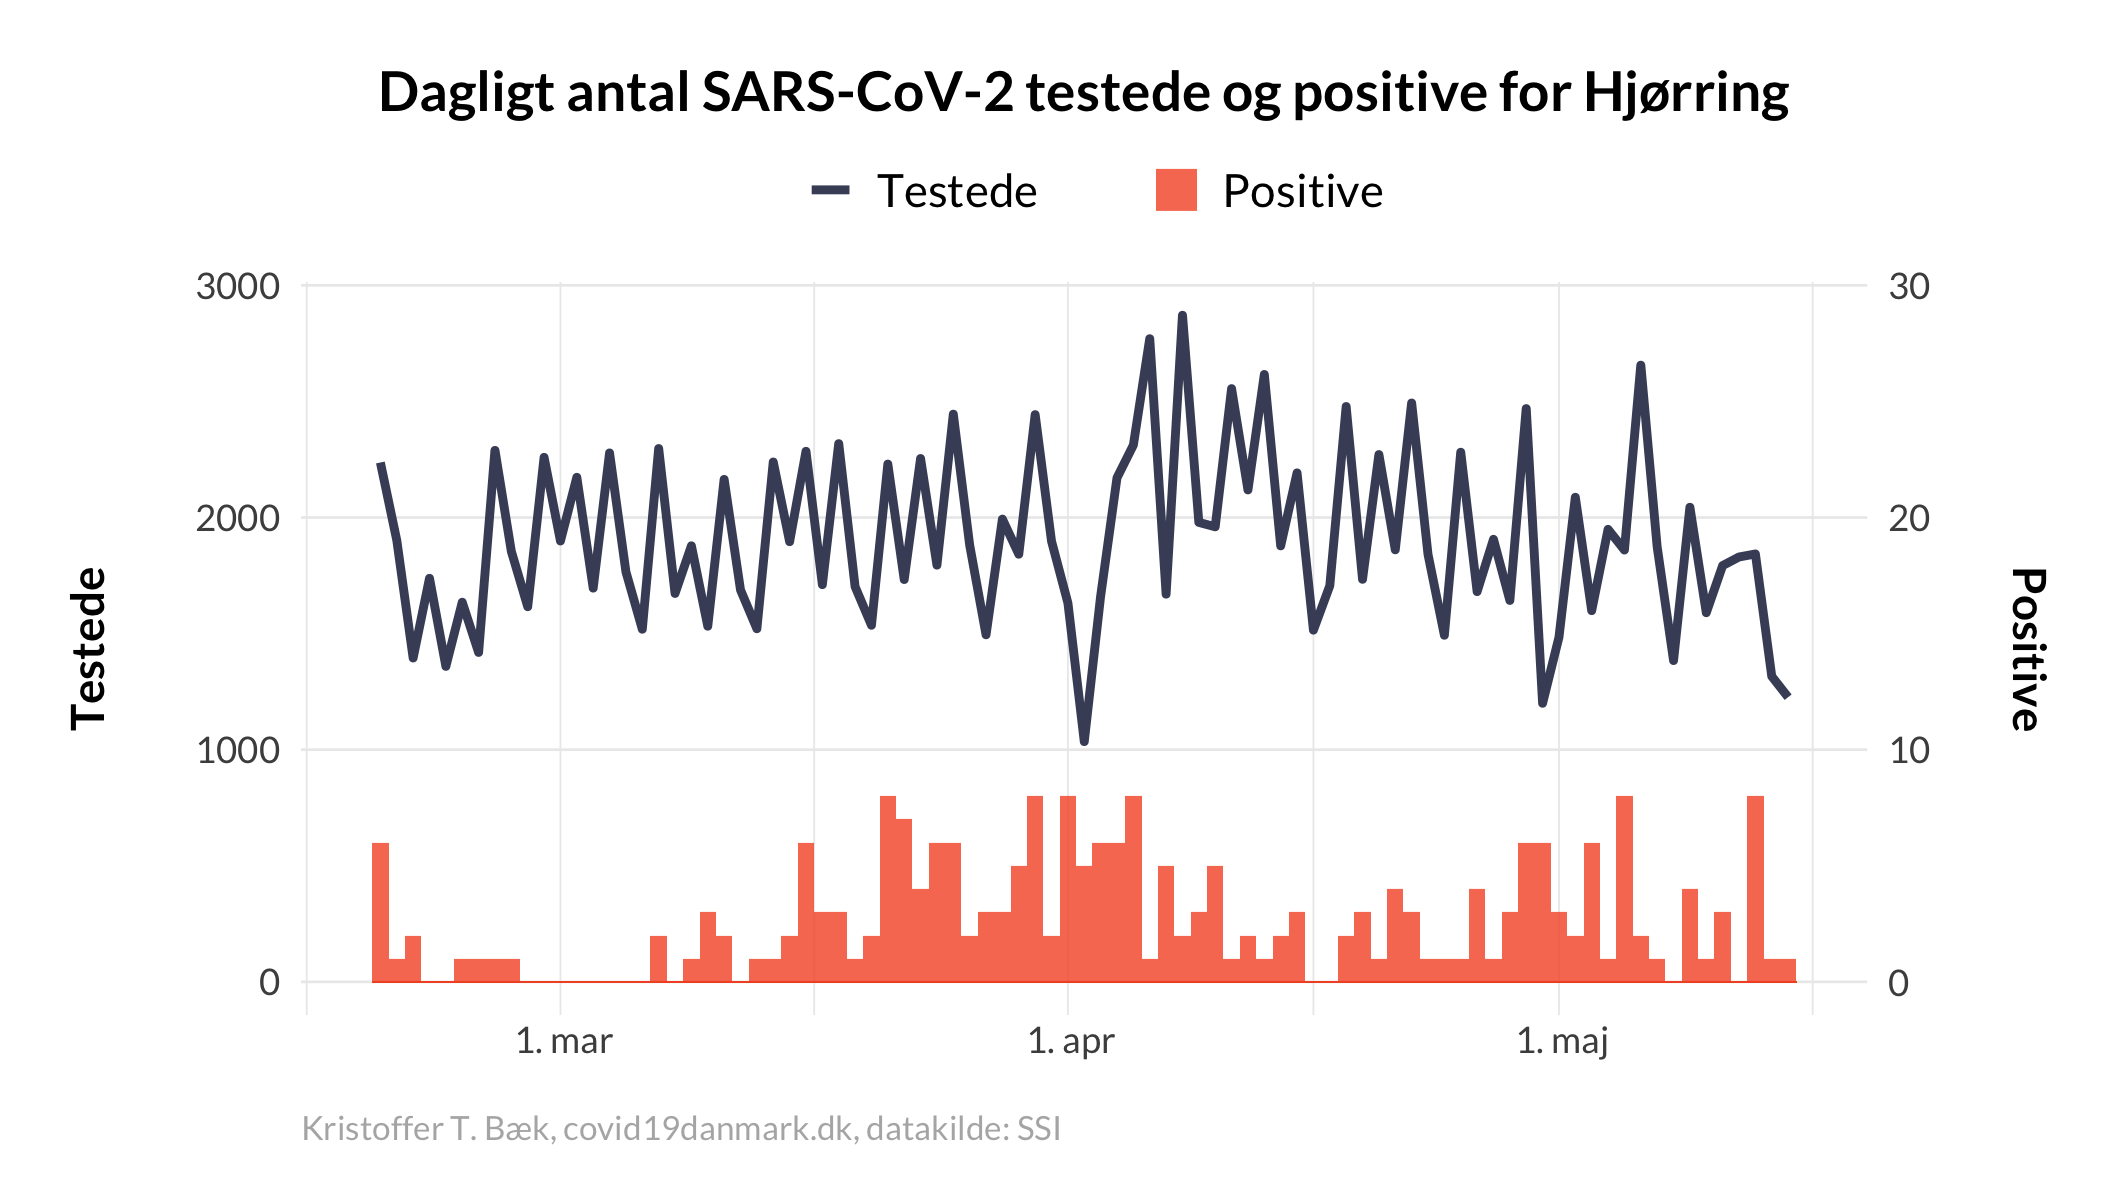 Dagligt antal SARS-CoV-2 testede og positive for Hjørring
Testede
Positive
3000
2000
1000
0
Testede
30
20
10
0
Positive
1. mar
1. apr
1. maj
Kristoffer T. Bæk, covid19danmark.dk, datakilde: SSI